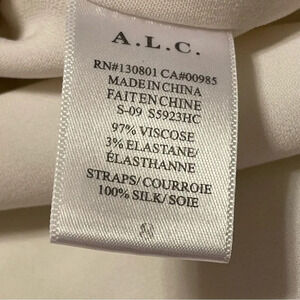 A.L.C.
RN#130801 CA#00985
MADE IN CHINA
FAIT EN CHINE
S-09 S5923HC
97% VISCOSE
3% ELASTANE/
ÉLASTHANNE
STRAPS/COURROIE
100% SILK/SOIE